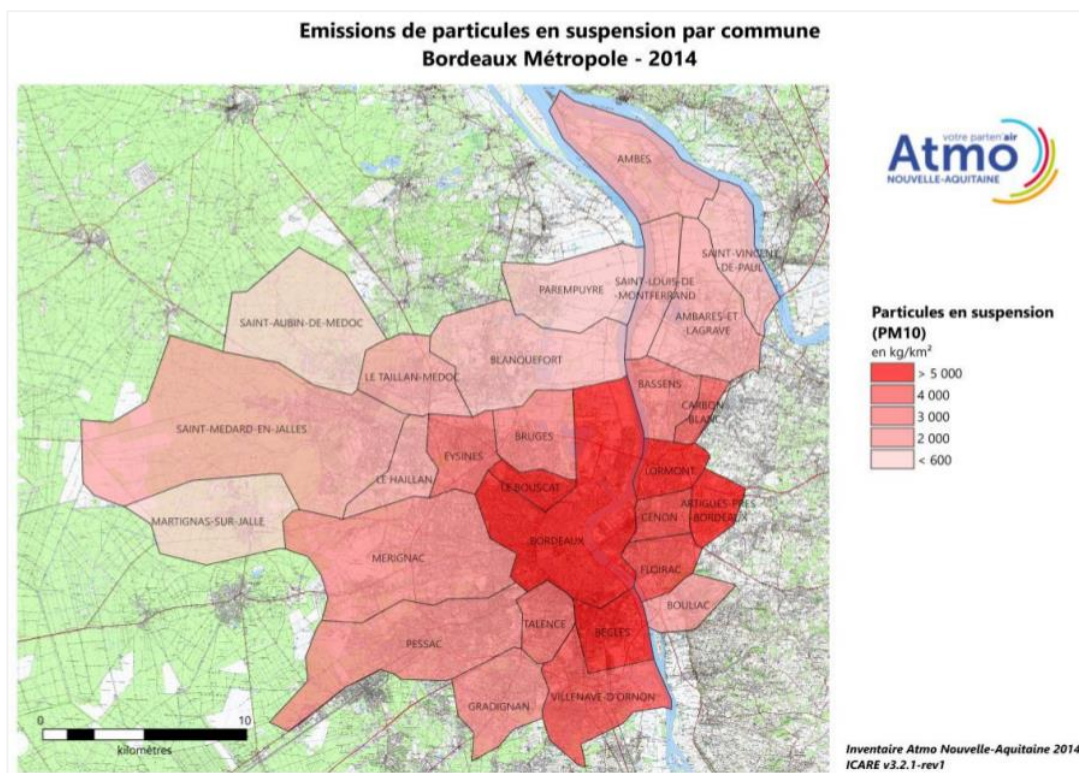 Emissions de particules en suspension par commune
Bordeaux Métropole - 2014
votre parten'air
Atmo
NOUVELLE-AQUITAINE
AMBES
SAINT-VINCENT
-DE-PAUL
SAINT-LOUIS-DE
-MONTFERRAND
PAREMPUYRE
AMBARES-ET
LAGRAVE
SAINT-AUBIN-DE-MEDOC
BLANQUEFORT
LE TAILLAN-MEDOC
BASSENS
CARBON
BLANC
SAINT-MEDARD-EN-JALLES
BRUGES
EYSINES
LE HAILLAN
LE BOUSCAT
LORMONT
ARTIGUES-PRES
-BORDEAUX
CENON
MARTIGNAS-SUR-JALLE
BORDEAUX
MERIGNAC
FLOIRAC
BOULIAC
TALENCE
BEGLES
PESSAC
VILLENAVE-D'ORNON
GRADIGNAN
0 10
kilomètres
Particules en suspension
(PM10)
en kg/km²
> 5 000
4 000
3 000
2 000
< 600
Inventaire Atmo Nouvelle-Aquitaine 2014
ICARE v3.2.1-rev1